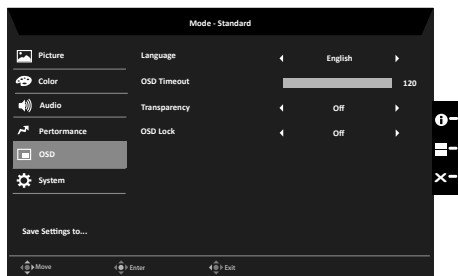 Mode - Standard
Picture
Language
English
Color
OSD Timeout
120
Audio
Transparency
Off
Pertormance
OSD Lock
Off
OSD
System
Save Settings to...
Move
Enter
Exit